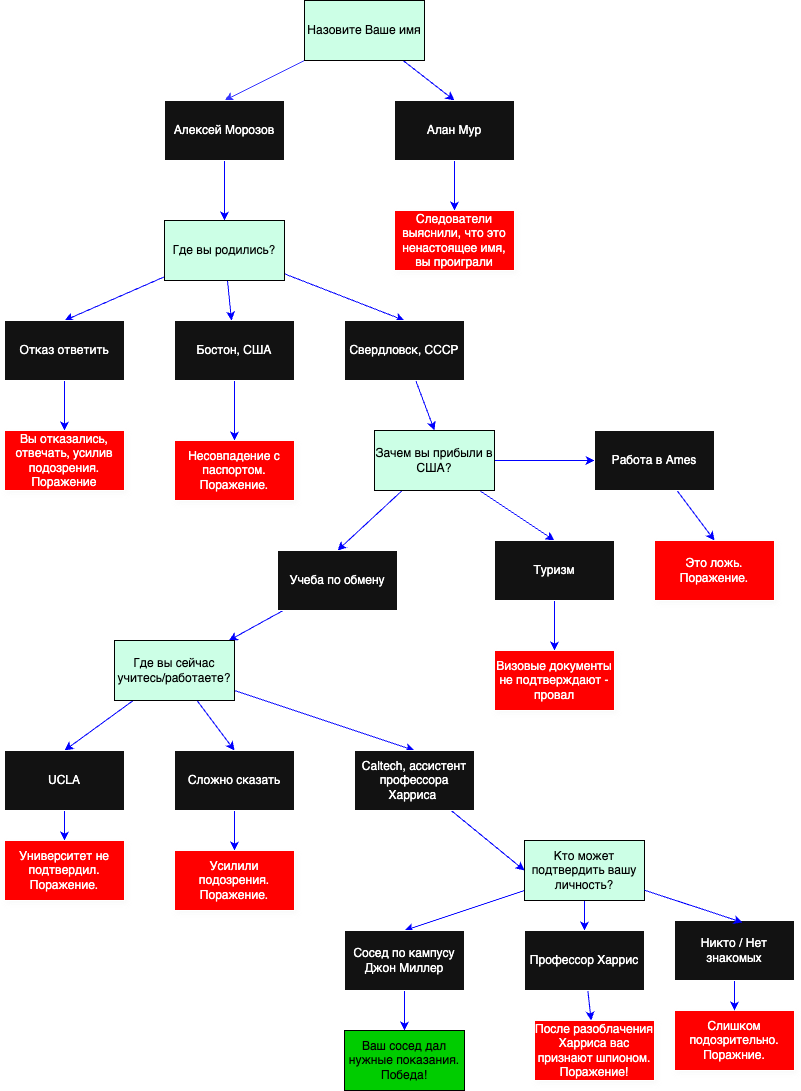 Назовите Ваше имя
Алексей Морозов
Алан Мур
Следователи
выяснили, что это
ненастоящее имя,
вы проиграли
Где вы родились?
Отказ ответить
Бостон, США
Свердловск, СССР
Вы отказались,
отвечать, усилив
подозрения.
Поражение
Несовпадение с
паспортом.
Поражение.
Зачем вы прибыли в
США?
Работа в Ames
Это ложь.
Поражение.
Учеба по обмену
Туризм
Визовые документы
не подтверждают -
провал
Где вы сейчас
учитесь/работаете?
UCLA
Сложно сказать
Caltech, ассистент
профессора
Харриса
Университет не
подтвердил.
Поражение.
Усилили
подозрения.
Поражение.
Кто может
подтвердить вашу
личность?
Сосед по кампусу
Джон Миллер
Профессор Харрис
Никто / Нет
знакомых
Ваш сосед дал
нужные показания.
Победа!
После разоблачения
Харриса вас
признают шпионом.
Поражение!
Слишком
подозрительно.
Поражние.